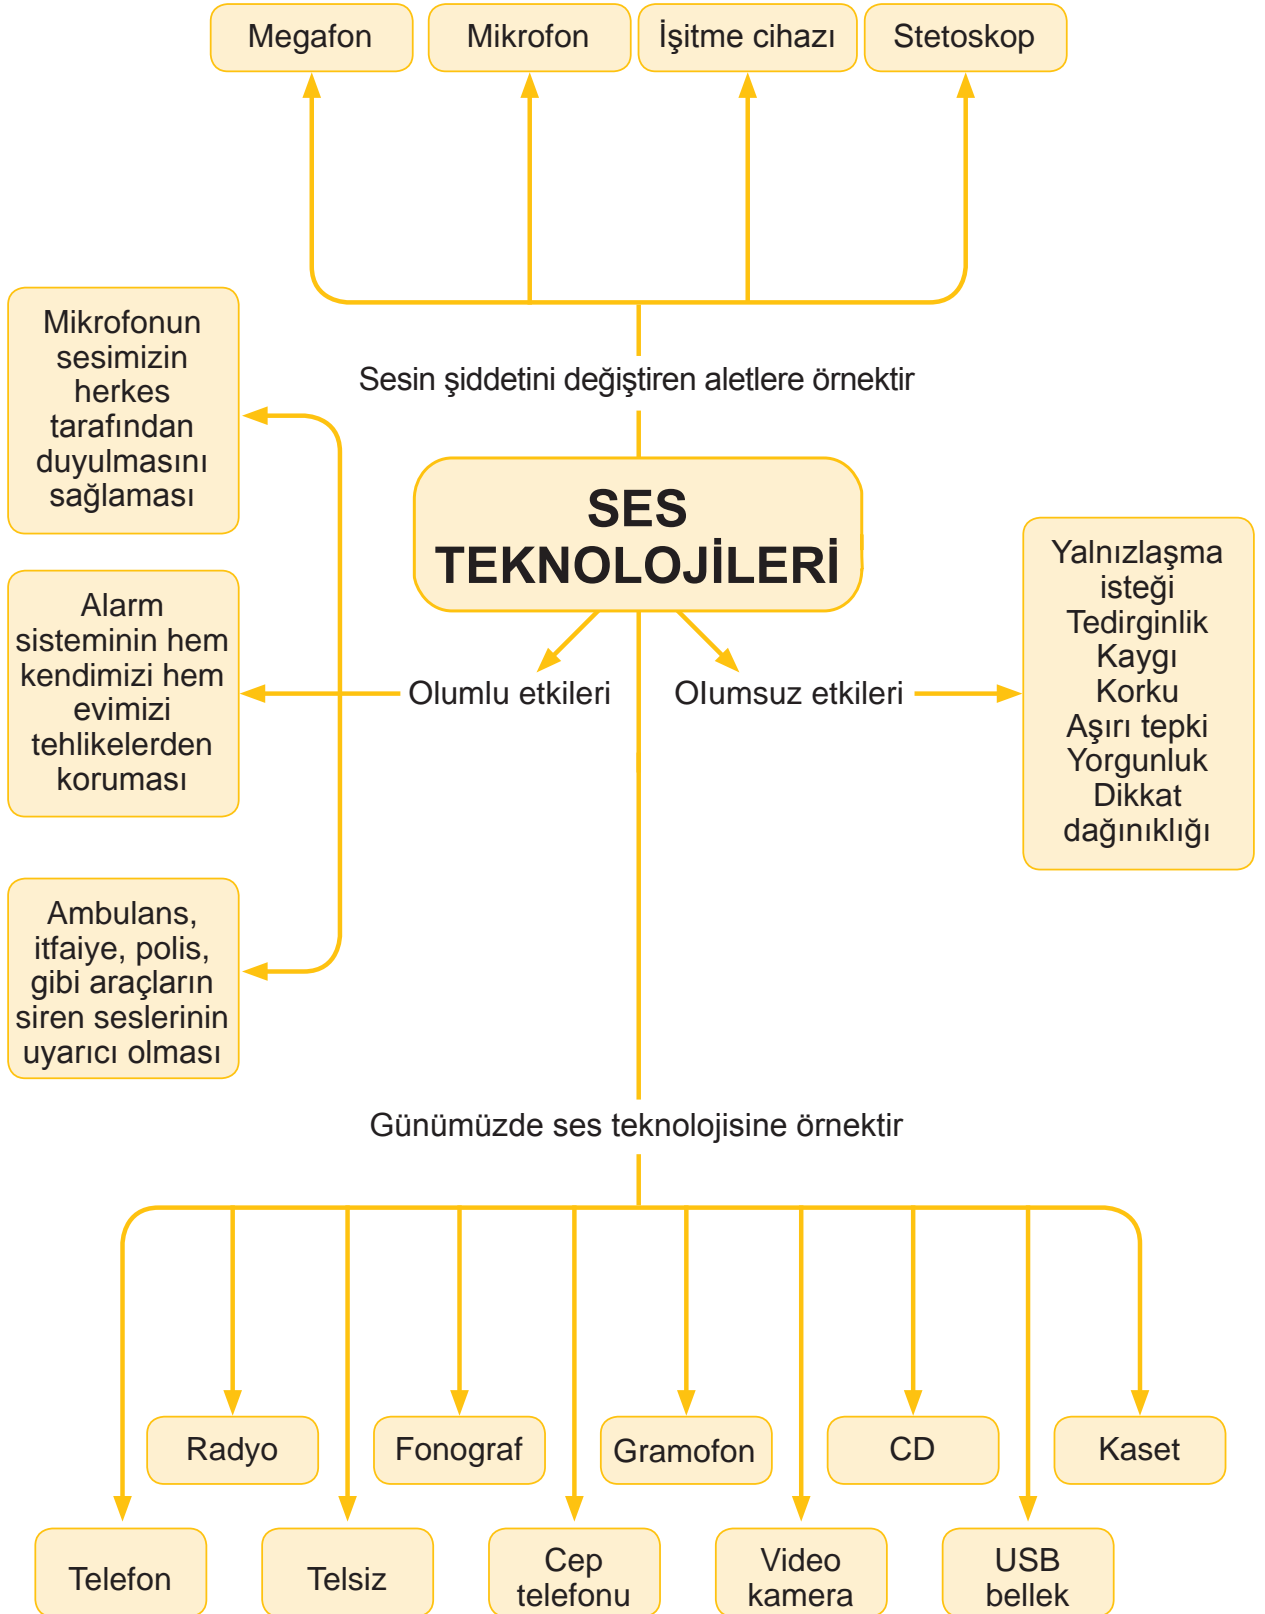 Megafon
Mikrofon
İşitme cihazı
Stetoskop
Sesin şiddetini değiştiren aletlere örnektir
Mikrofonun
sesimizin
herkes
tarafından
duyulmasını
sağlaması
SES
TEKNOLOJİLERİ
Alarm
sisteminin hem
kendimizi hem
evimizi
tehlikelerden
koruması
Olumlu etkileri
Olumsuz etkileri
Yalnızlaşma
isteği
Tedirginlik
Kaygı
Korku
Aşırı tepki
Yorgunluk
Dikkat
dağınıklığı
Ambulans,
itfaiye, polis,
gibi araçların
siren seslerinin
uyarıcı olması
Günümüzde ses teknolojisine örnektir
Radyo
Fonograf
Gramofon
CD
Kaset
Telefon
Telsiz
Cep
telefonu
Video
kamera
USB
bellek